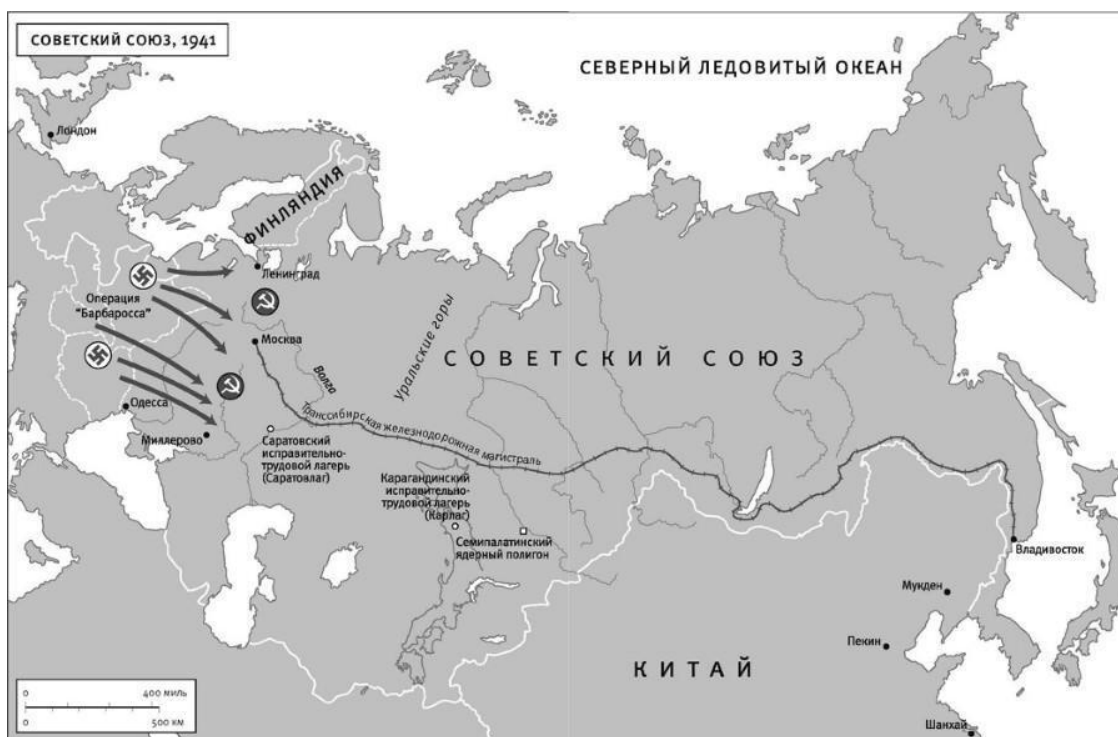 СОВЕТСКИЙ СОЮЗ, 1941
СЕВЕРНЫЙ ЛЕДОВИТЫЙ ОКЕАН
Лондон
ФИНЛЯНДИЯ
Ленинград
Операция
"Барбаросса"
Москва
Волга
Уральские горы
СОВЕТСКИЙ СОЮЗ
Одесса
Миллерово
Транссибирская железнодорожная магистраль
Саратовский
исправительно-
трудовой лагерь
(Саратовлаг)
Карагандинский
исправительно-
трудовой лагерь
(Карлаг)
Семипалатинский
ядерный полигон
Владивосток
Мукден
Пекин
КИТАЙ
Шанхай
0 400 миль
0 500 км